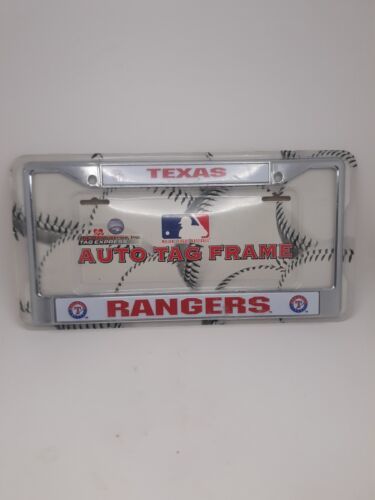 TEXAS
TAG EXPRESS
AUTO TAG FRAME
RANGERS